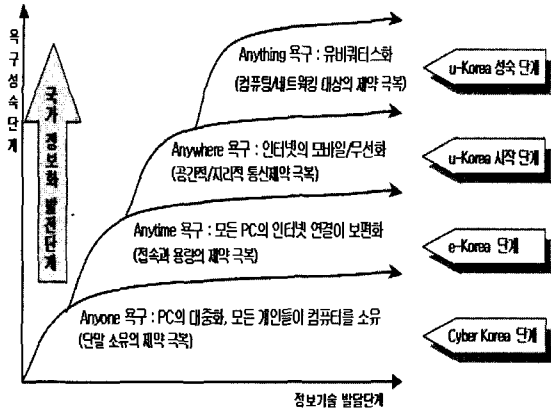 욕구성숙단계
국가 정보화 발전단계
Anything 욕구 : 유비쿼터스화
(컴퓨팅/네트워킹 대상의 제약 극복)
u-Korea 성숙 단계
Anywhere 욕구 : 인터넷의 모바일/무선화
(공간적/지리적 통신제약 극복)
u-Korea 시작 단계
Anytime 욕구 : 모든 PC의 인터넷 연결이 보편화
(접속과 용량의 제약 극복)
e-Korea 단계
Anyone 욕구 : PC의 대중화, 모든 개인들이 컴퓨터를 소유
(단말 소유의 제약 극복)
Cyber Korea 단계
정보기술 발달단계